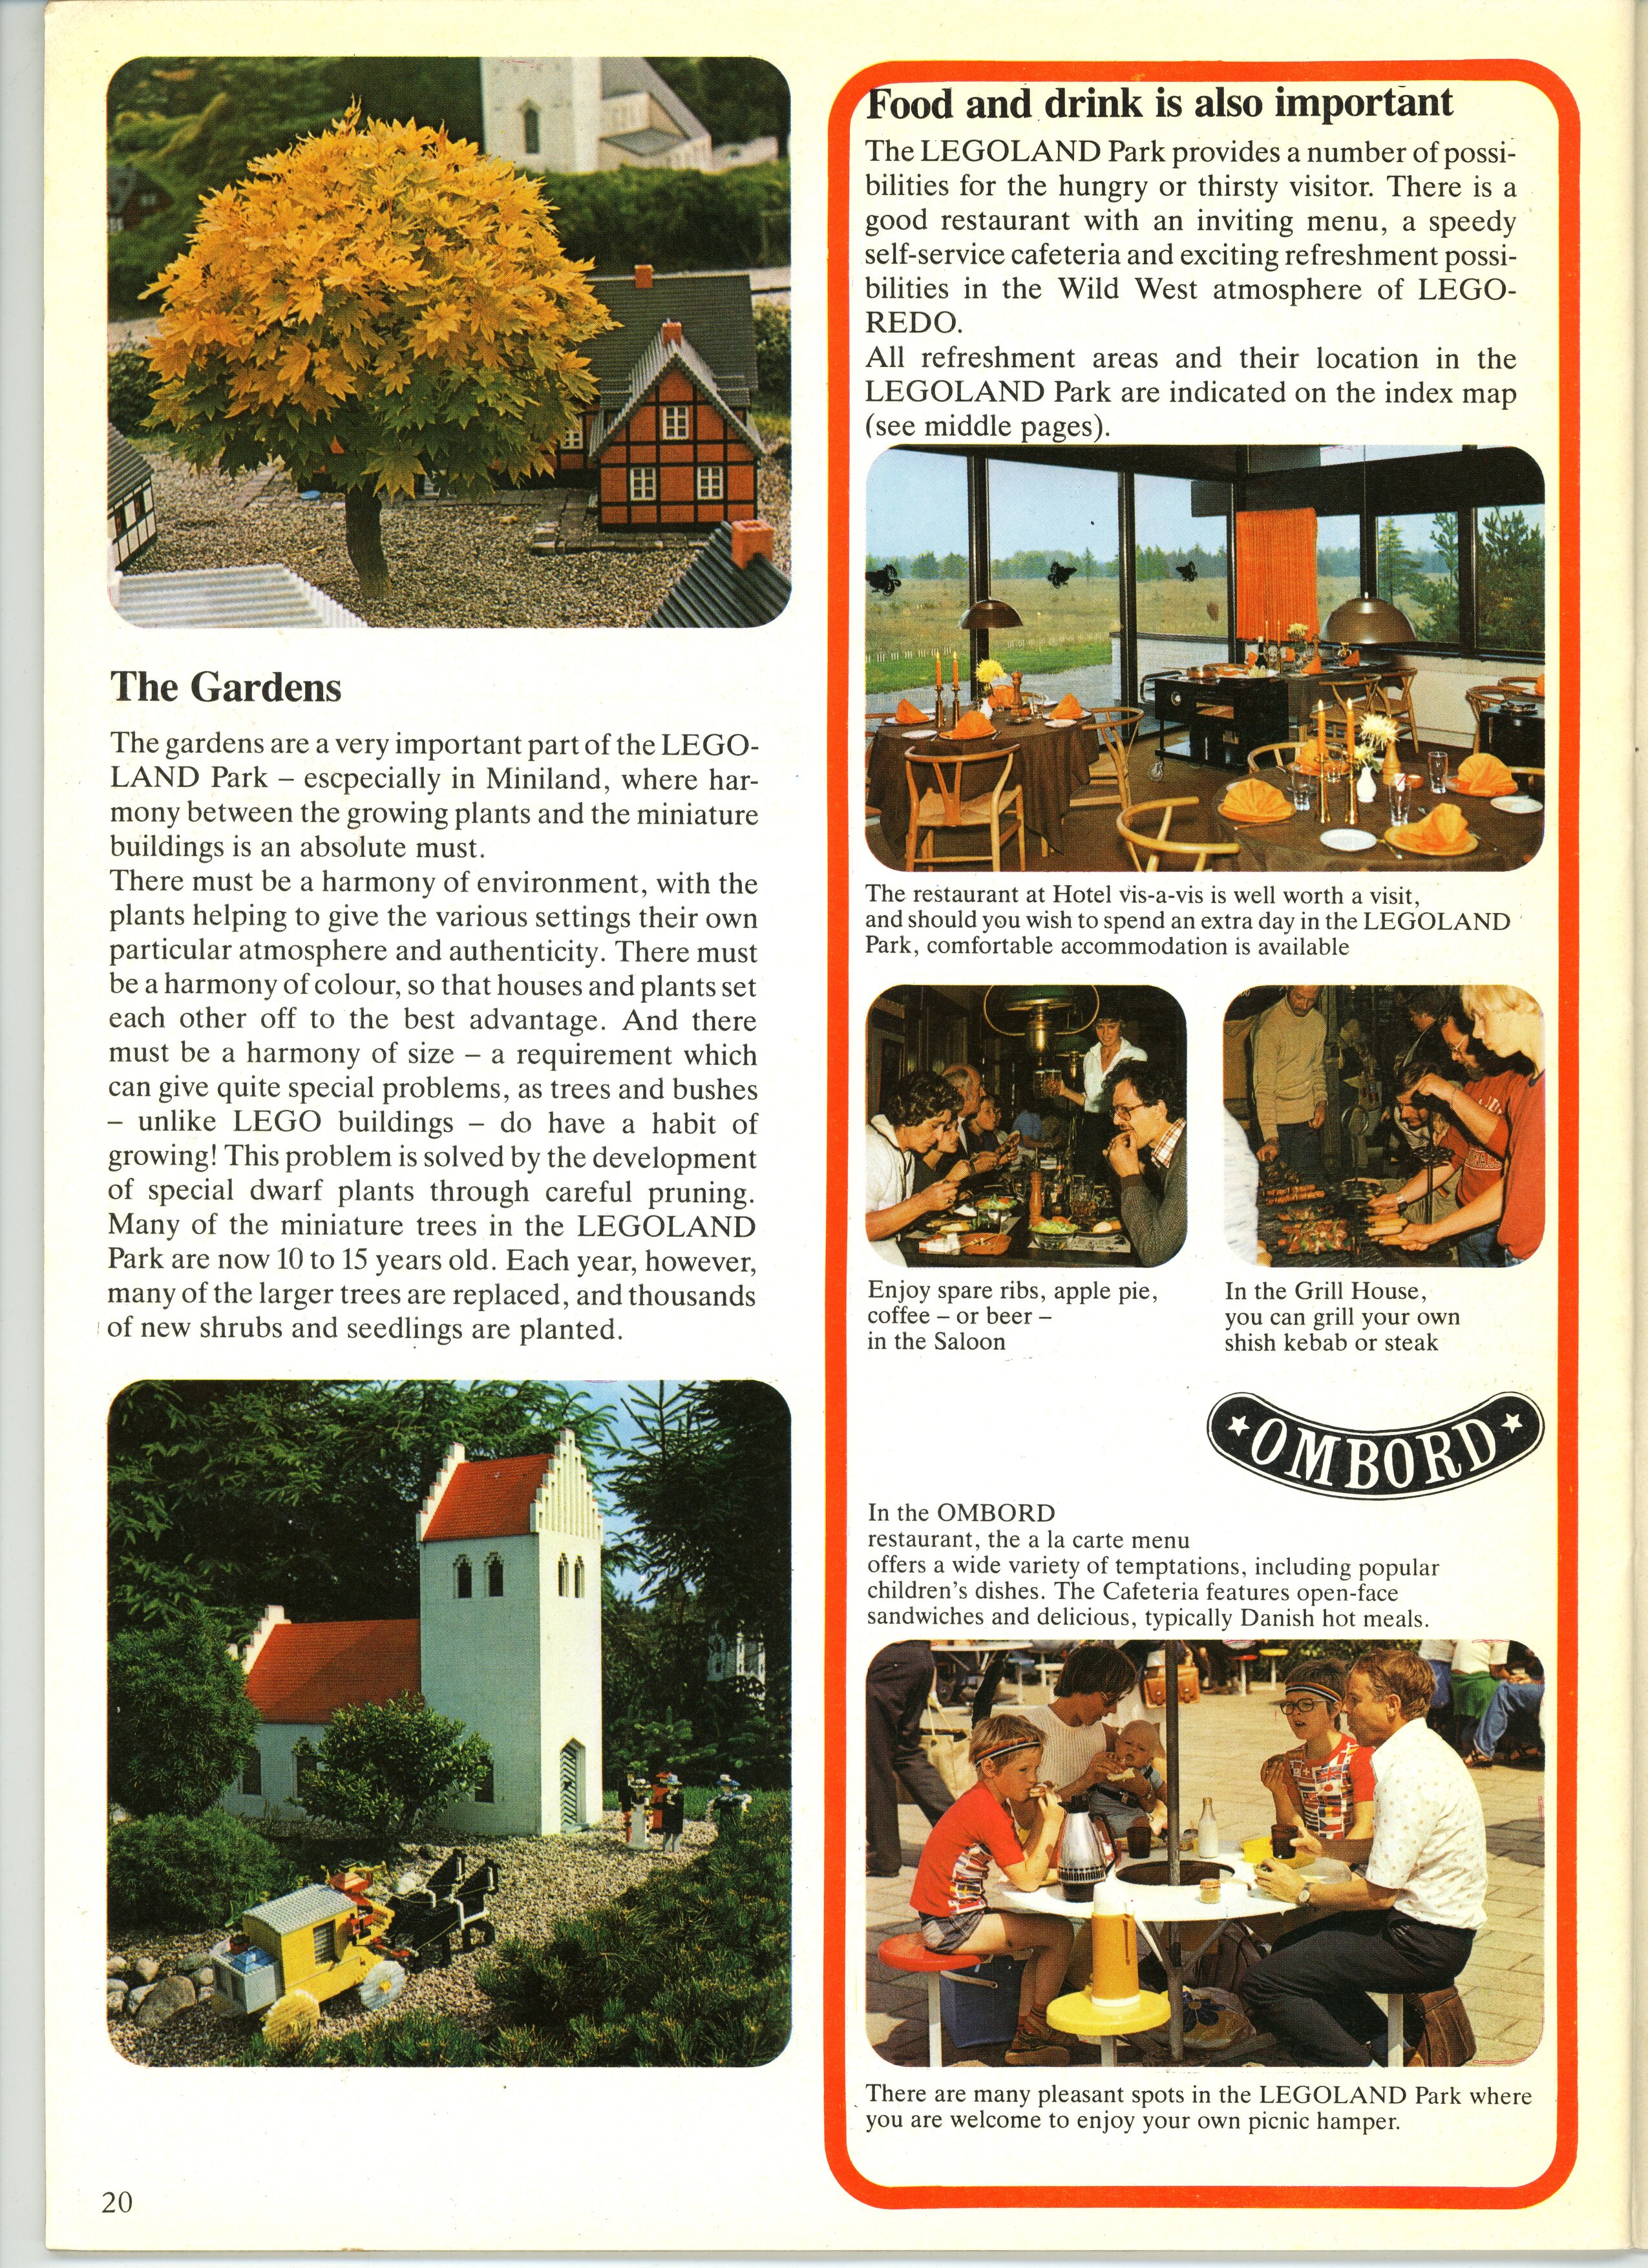 The Gardens
The gardens are a very important part of the LEGO-
LAND Park – escpecially in Miniland, where har-
mony between the growing plants and the miniature
buildings is an absolute must.
There must be a harmony of environment, with the
plants helping to give the various settings their own
particular atmosphere and authenticity. There must
be a harmony of colour, so that houses and plants set
each other off to the best advantage. And there
must be a harmony of size – a requirement which
can give quite special problems, as trees and bushes
– unlike LEGO buildings – do have a habit of
growing! This problem is solved by the development
of special dwarf plants through careful pruning.
Many of the miniature trees in the LEGOLAND
Park are now 10 to 15 years old. Each year, however,
many of the larger trees are replaced, and thousands
of new shrubs and seedlings are planted.
20
Food and drink is also important
The LEGOLAND Park provides a number of possi-
bilities for the hungry or thirsty visitor. There is a
good restaurant with an inviting menu, a speedy
self-service cafeteria and exciting refreshment possi-
bilities in the Wild West atmosphere of LEGO-
REDO.
All refreshment areas and their location in the
LEGOLAND Park are indicated on the index map
(see middle pages).
The restaurant at Hotel vis-a-vis is well worth a visit,
and should you wish to spend an extra day in the LEGOLAND
Park, comfortable accommodation is available
Enjoy spare ribs, apple pie,
coffee – or beer –
in the Saloon
In the Grill House,
you can grill your own
shish kebab or steak
OMBORD
In the OMBORD
restaurant, the a la carte menu
offers a wide variety of temptations, including popular
children's dishes. The Cafeteria features open-face
sandwiches and delicious, typically Danish hot meals.
There are many pleasant spots in the LEGOLAND Park where
you are welcome to enjoy your own picnic hamper.